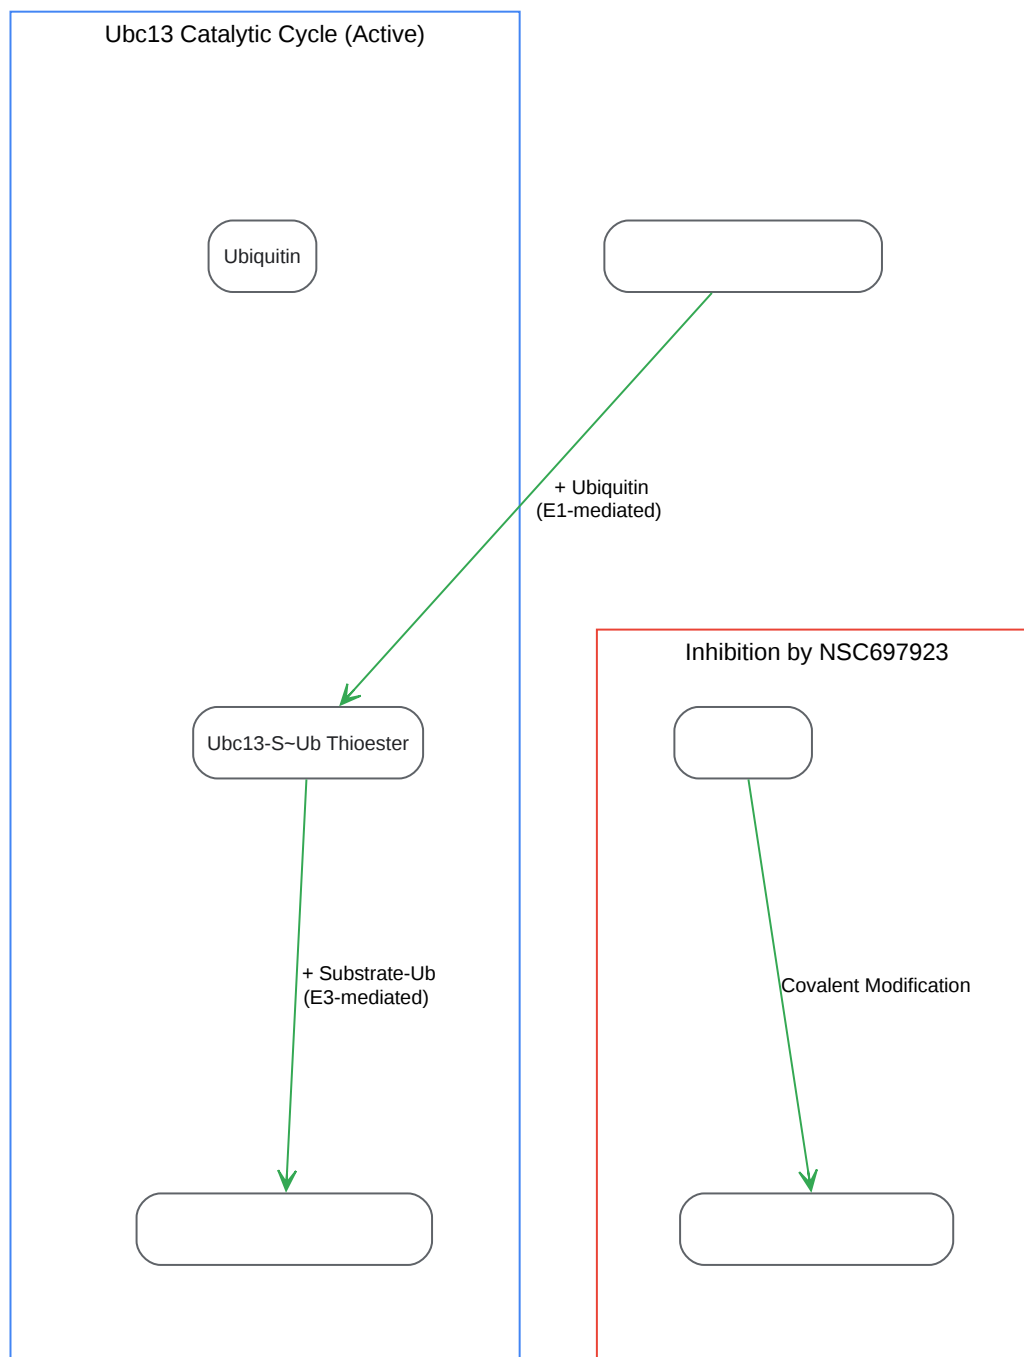 Ubc13 Catalytic Cycle (Active)
Ubiquitin
+ Ubiquitin
(E1-mediated)
Inhibition by NSC697923
Ubc13-S~Ub Thioester
+ Substrate-Ub
(E3-mediated)
Covalent Modification